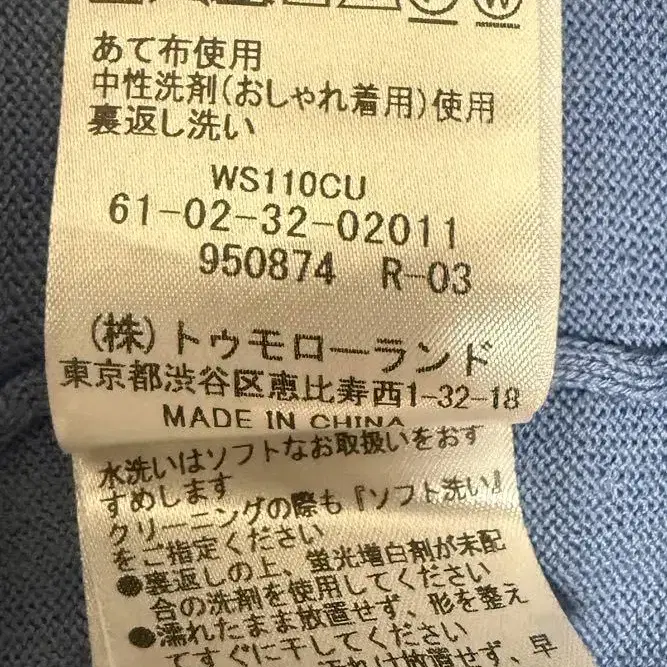 あて布使用
中性洗剤(おしゃれ着用)使用
裏返し洗い
WS110CU
61-02-32-02011
950874 R-03
(株)トゥモローランド
東京都渋谷区恵比寿西1-32-18
MADE IN CHINA
水洗いはソフトなお取扱いをおす
すめします
クリーニングの際も『ソフト洗い』
をご指定ください
●裏返しの上、蛍光増白剤が未配
合の洗剤を使用してください
●濡れたまま放置せず、形を整え
てすぐに干してください
放置せず、早